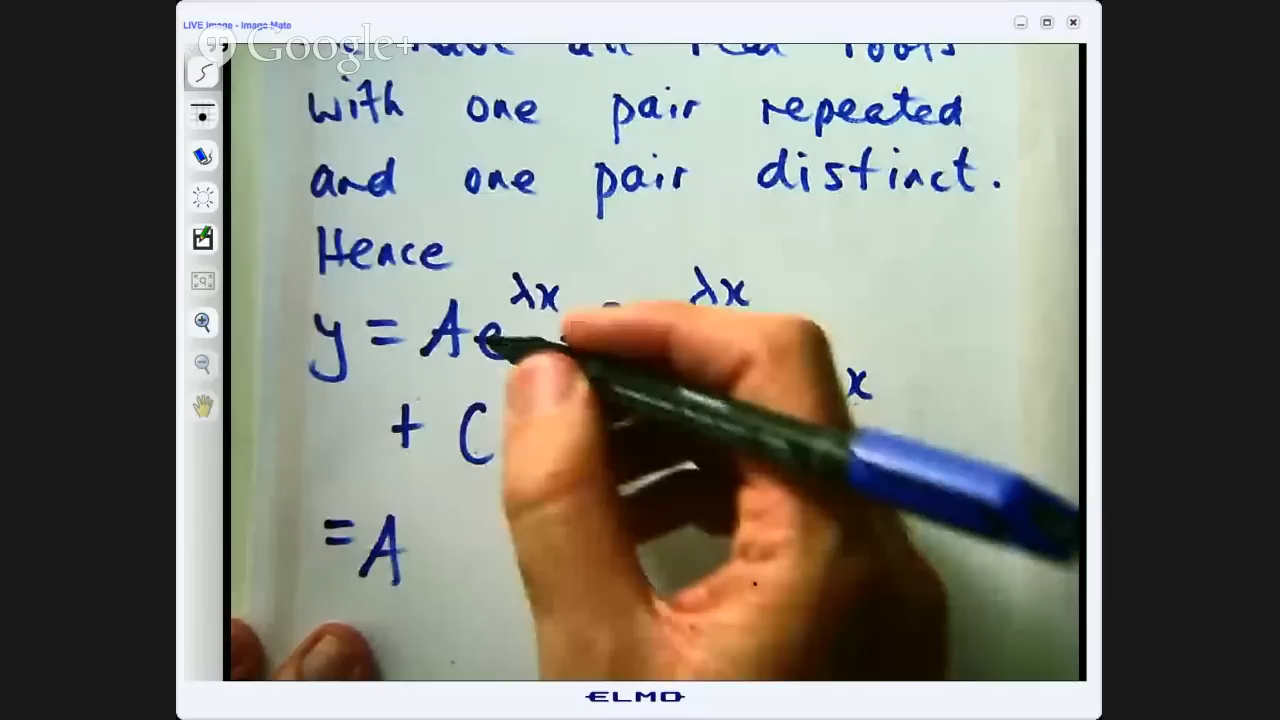 LIVE Image - Image Mate
Google+
with one pair repeated
and one pair distinct.
Hence
y = Ae^λx λx
+ C x
= A
ELMO